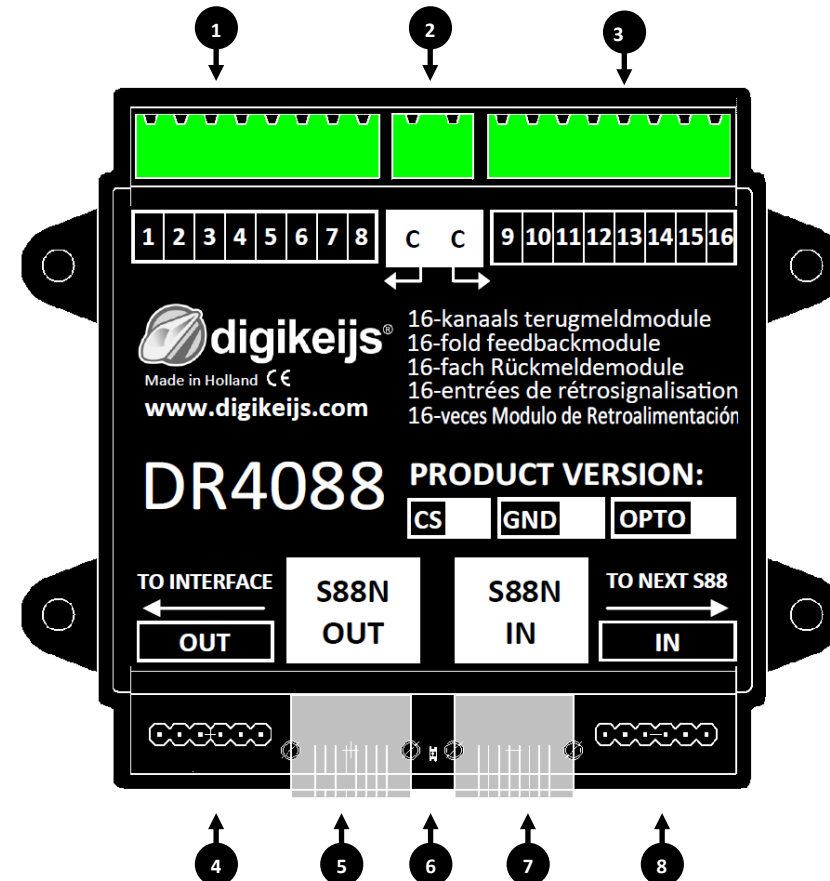 1 2 3
1 2 3 4 5 6 7 8 C C 9 10 11 12 13 14 15 16
digikeijs®
Made in Holland CE
www.digikeijs.com
16-kanaals terugmeldmodule
16-fold feedbackmodule
16-fach Rückmeldemodule
16-entrées de rétrosignalisation
16-veces Modulo de Retroalimentación
DR4088
PRODUCT VERSION:
CS GND OPTO
TO INTERFACE
OUT
S88N
OUT
S88N
IN
TO NEXT S88
IN
4 5 6 7 8